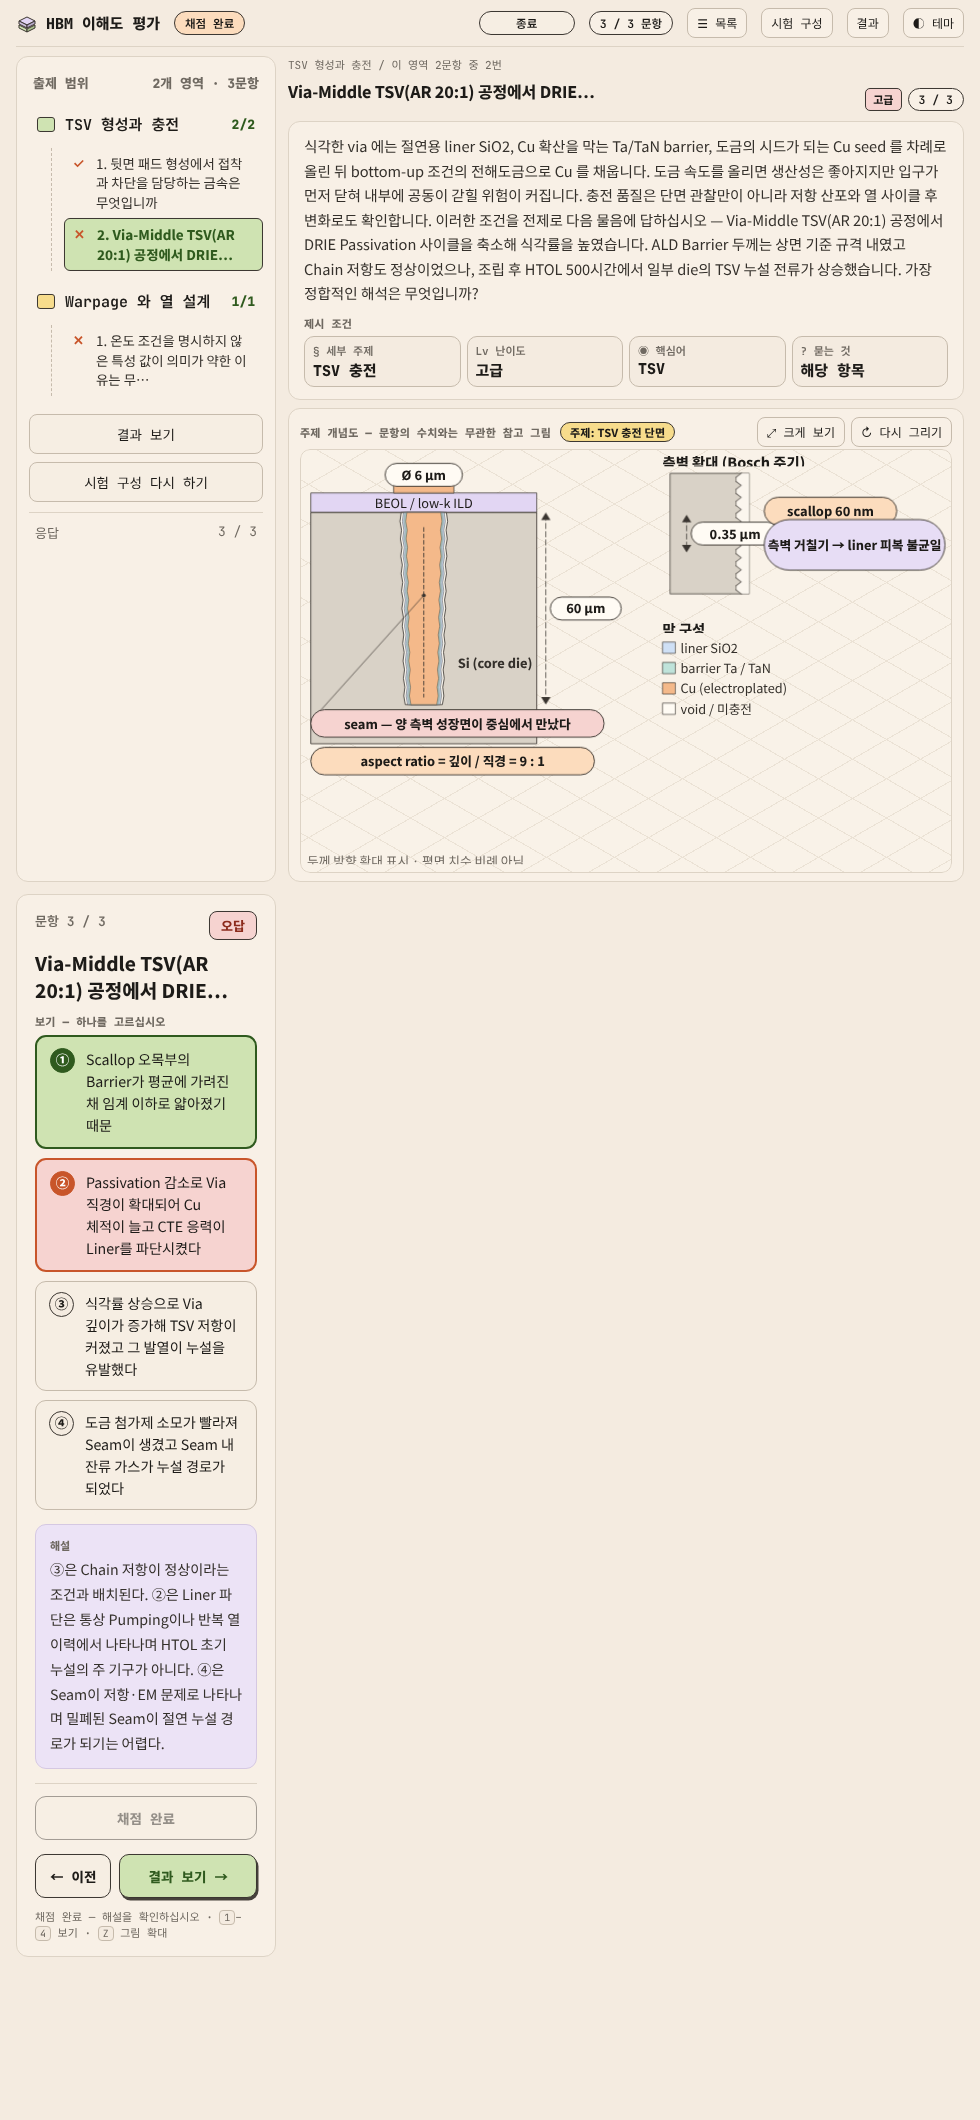 HBM 이해도 평가
채점 완료
종료
3 / 3 문항
☰ 목록
시험 구성
결과
◐ 테마
출제 범위
2개 영역 · 3문항
TSV 형성과 충전
2/2
✓ 1. 뒷면 패드 형성에서 접착
과 차단을 담당하는 금속은
무엇입니까
✕ 2. Via-Middle TSV(AR
20:1) 공정에서 DRIE…
Warpage 와 열 설계
1/1
✕ 1. 온도 조건을 명시하지 않
은 특성 값이 의미가 약한 이
유는 무…
결과 보기
시험 구성 다시 하기
응답
3 / 3
TSV 형성과 충전 / 이 영역 2문항 중 2번
Via-Middle TSV(AR 20:1) 공정에서 DRIE…
고급
3 / 3
식각한 via 에는 절연용 liner SiO2, Cu 확산을 막는 Ta/TaN barrier, 도금의 시드가 되는 Cu seed 를 차례로
올린 뒤 bottom-up 조건의 전해도금으로 Cu 를 채웁니다. 도금 속도를 올리면 생산성은 좋아지지만 입구가
먼저 닫혀 내부에 공동이 갇힐 위험이 커집니다. 충전 품질은 단면 관찰만이 아니라 저항 산포와 열 사이클 후
변화로도 확인합니다. 이러한 조건을 전제로 다음 물음에 답하십시오 — Via-Middle TSV(AR 20:1) 공정에서
DRIE Passivation 사이클을 축소해 식각률을 높였습니다. ALD Barrier 두께는 상면 기준 규격 내였고
Chain 저항도 정상이었으나, 조립 후 HTOL 500시간에서 일부 die의 TSV 누설 전류가 상승했습니다. 가장
정합적인 해석은 무엇입니까?
제시 조건
§ 세부 주제
TSV 충전
Lv 난이도
고급
◉ 핵심어
TSV
? 묻는 것
해당 항목
주제 개념도 — 문항의 수치와는 무관한 참고 그림
주제: TSV 충전 단면
⤢ 크게 보기
↻ 다시 그리기
Ø 6 µm
BEOL / low-k ILD
60 µm
Si (core die)
seam — 양 측벽 성장면이 중심에서 만났다
aspect ratio = 깊이 / 직경 = 9 : 1
측벽 확대 (Bosch 주기)
scallop 60 nm
0.35 µm
측벽 거칠기 → liner 피복 불균일
막 구성
liner SiO2
barrier Ta / TaN
Cu (electroplated)
void / 미충전
두께 방향 확대 표시 · 평면 치수 비례 아님
문항 3 / 3
오답
Via-Middle TSV(AR
20:1) 공정에서 DRIE…
보기 — 하나를 고르십시오
① Scallop 오목부의
Barrier가 평균에 가려진
채 임계 이하로 얇아졌기
때문
② Passivation 감소로 Via
직경이 확대되어 Cu
체적이 늘고 CTE 응력이
Liner를 파단시켰다
③ 식각률 상승으로 Via
깊이가 증가해 TSV 저항이
커졌고 그 발열이 누설을
유발했다
④ 도금 첨가제 소모가 빨라져
Seam이 생겼고 Seam 내
잔류 가스가 누설 경로가
되었다
해설
③은 Chain 저항이 정상이라는
조건과 배치된다. ②은 Liner 파
단은 통상 Pumping이나 반복 열
이력에서 나타나며 HTOL 초기
누설의 주 기구가 아니다. ④은
Seam이 저항·EM 문제로 나타나
며 밀폐된 Seam이 절연 누설 경
로가 되기는 어렵다.
채점 완료
← 이전
결과 보기 →
채점 완료 — 해설을 확인하십시오 · 1–
4 보기 · Z 그림 확대